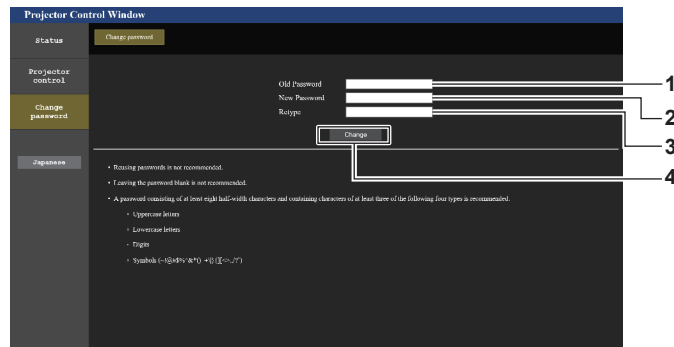 Projector Control Window
Status
Change password
Projector
control
Change
password
Japanese
Old Password
New Password
Retype
Change
1
2
3
4
• Reusing passwords is not recommended.
• Leaving the password blank is not recommended.
• A password consisting of at least eight half-width characters and containing characters of at least three of the following four types is recommended.
◦ Uppercase letters
◦ Lowercase letters
◦ Digits
◦ Symbols